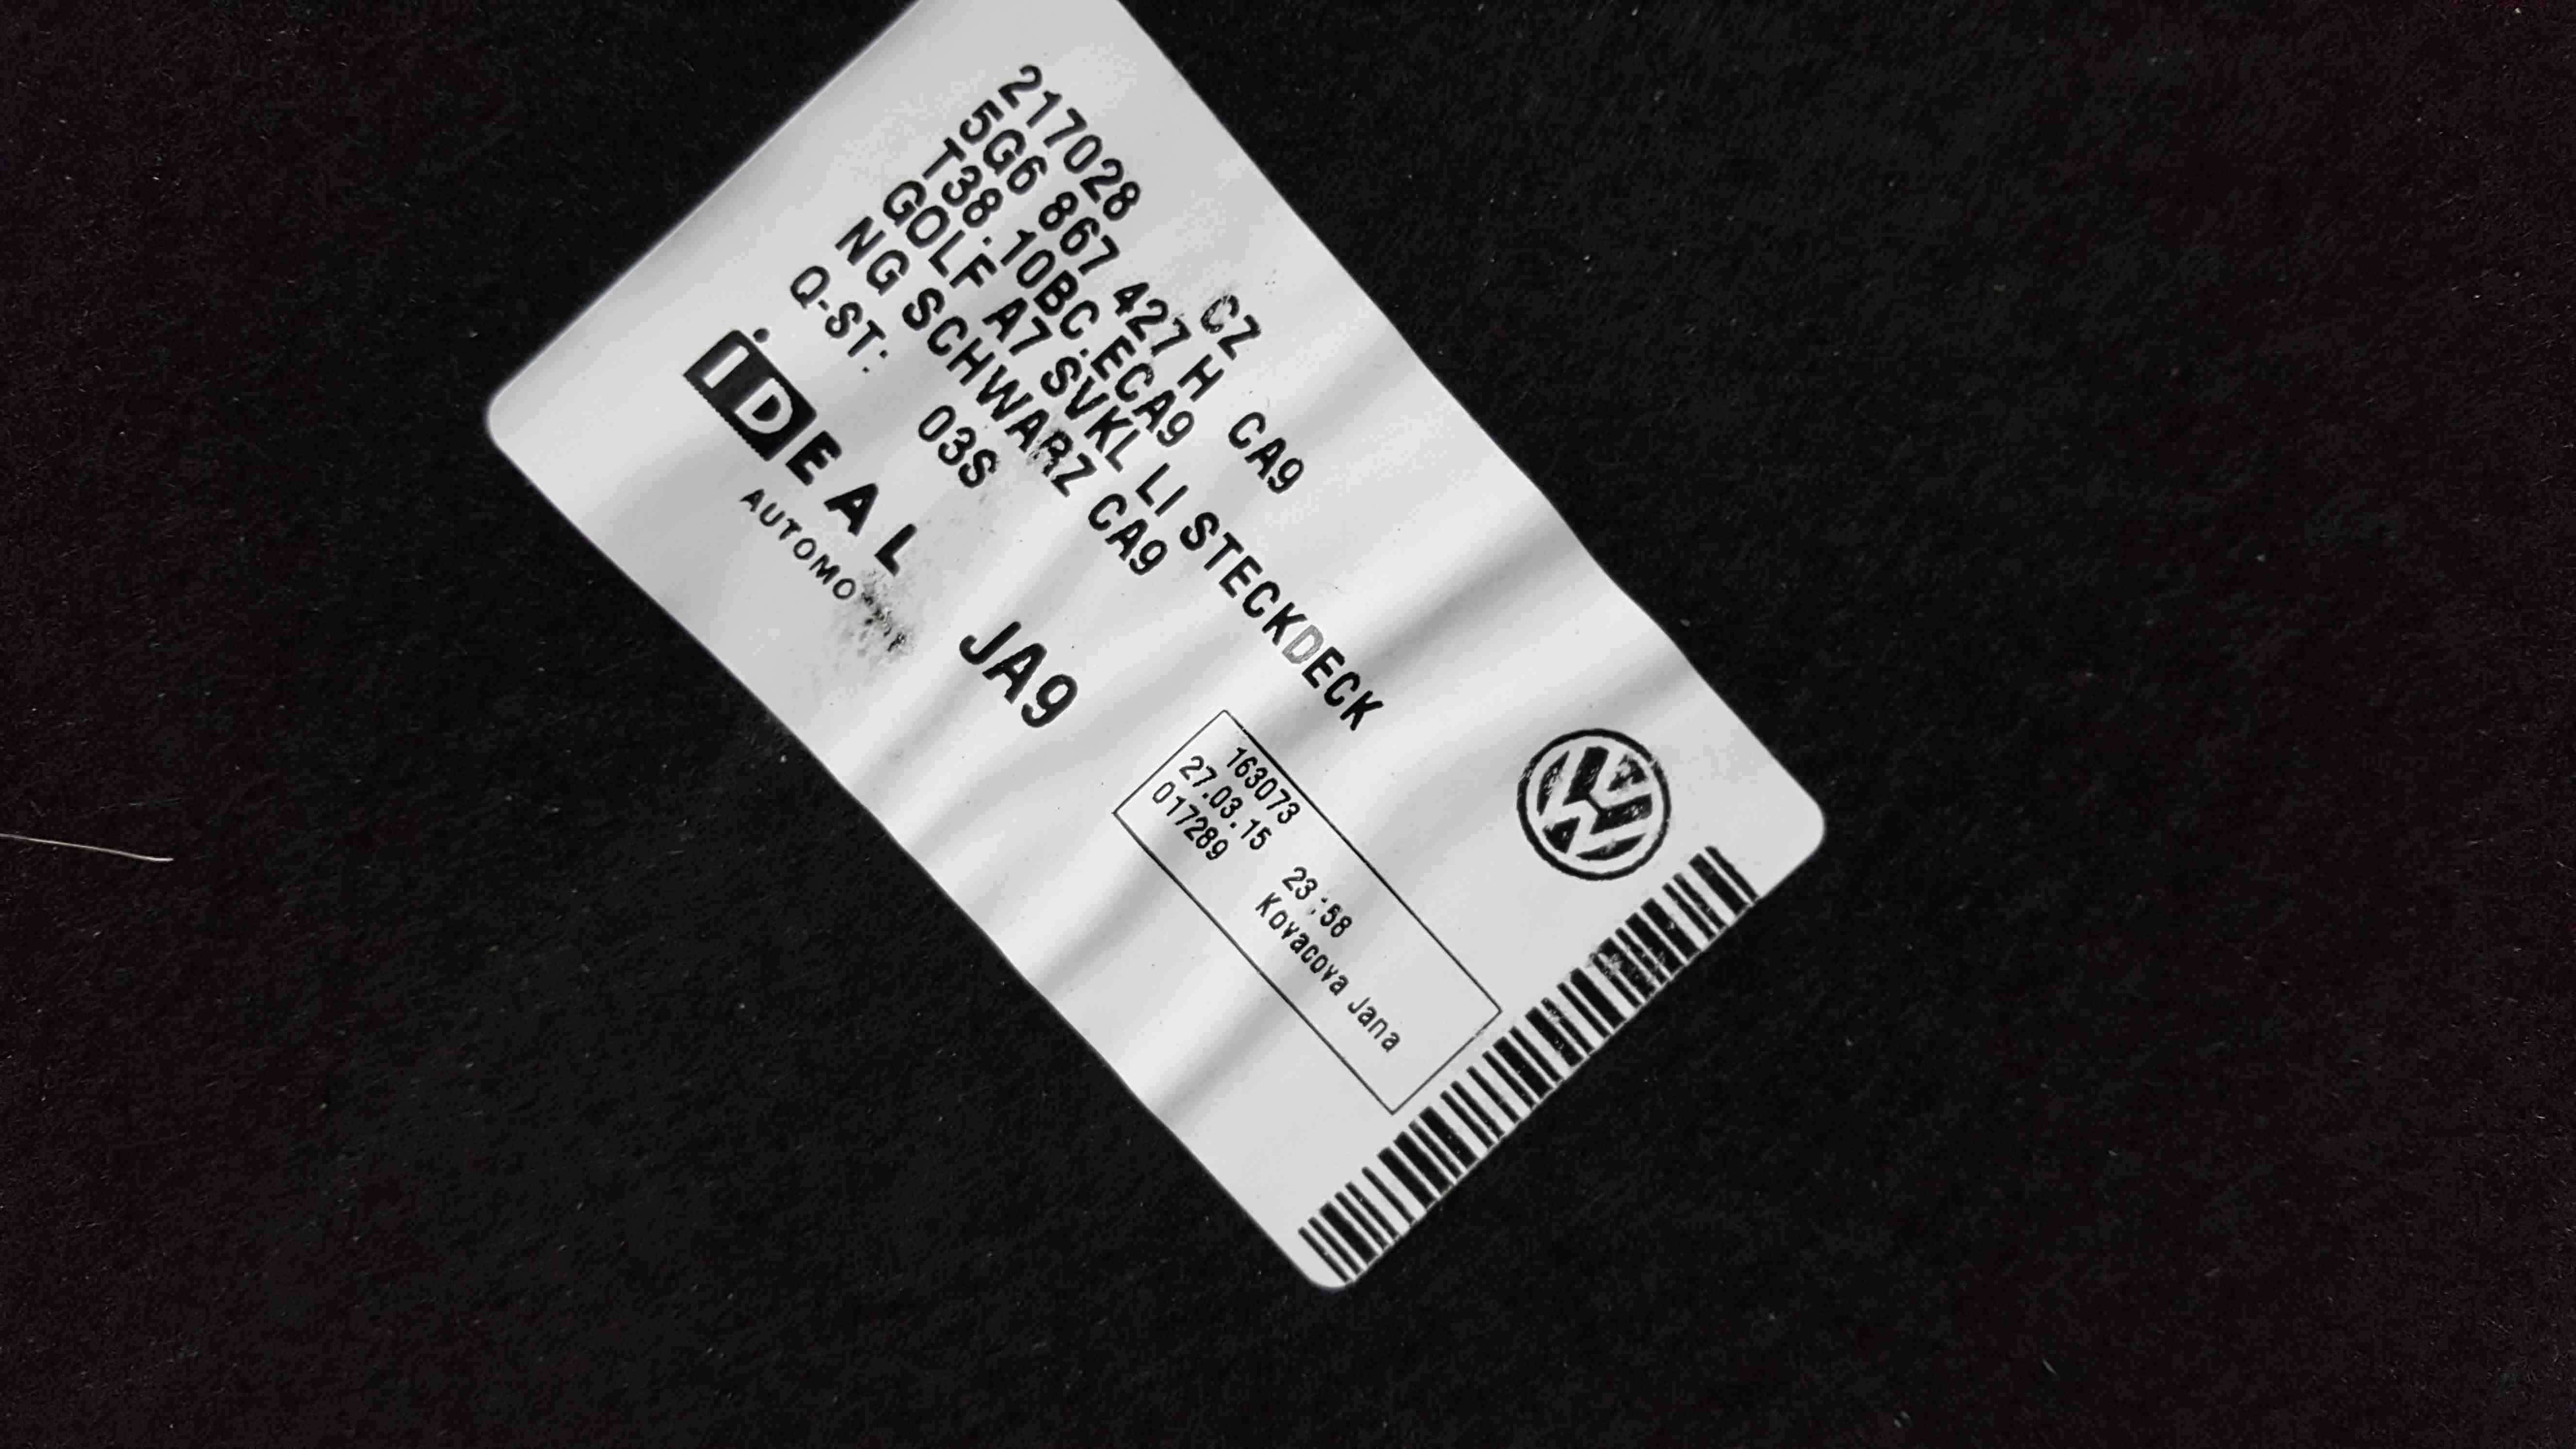 217028 CZ
5G6 867 427 H CA9
T38.10BC.ECA9
GOLF A7 SVKL LI STECKDECK
NG SCHWARZ CA9
Q-ST: 03S
iDEAL
JA9
163073
27.03.15 23:58
017289 Kovacova Jana